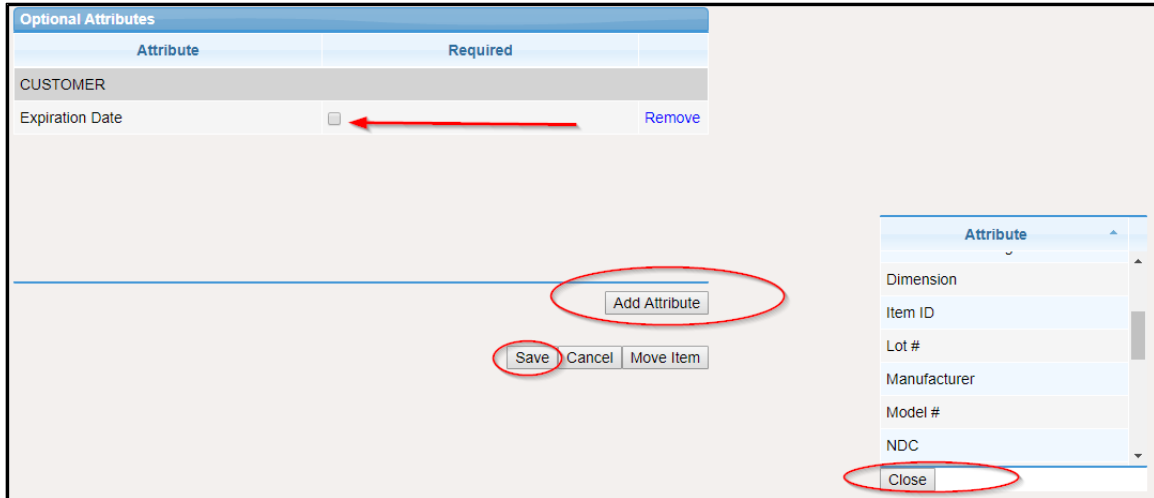 Optional Attributes
Attribute Required
CUSTOMER
Expiration Date Remove
Add Attribute
Save Cancel Move Item
Attribute
Dimension
Item ID
Lot #
Manufacturer
Model #
NDC
Close